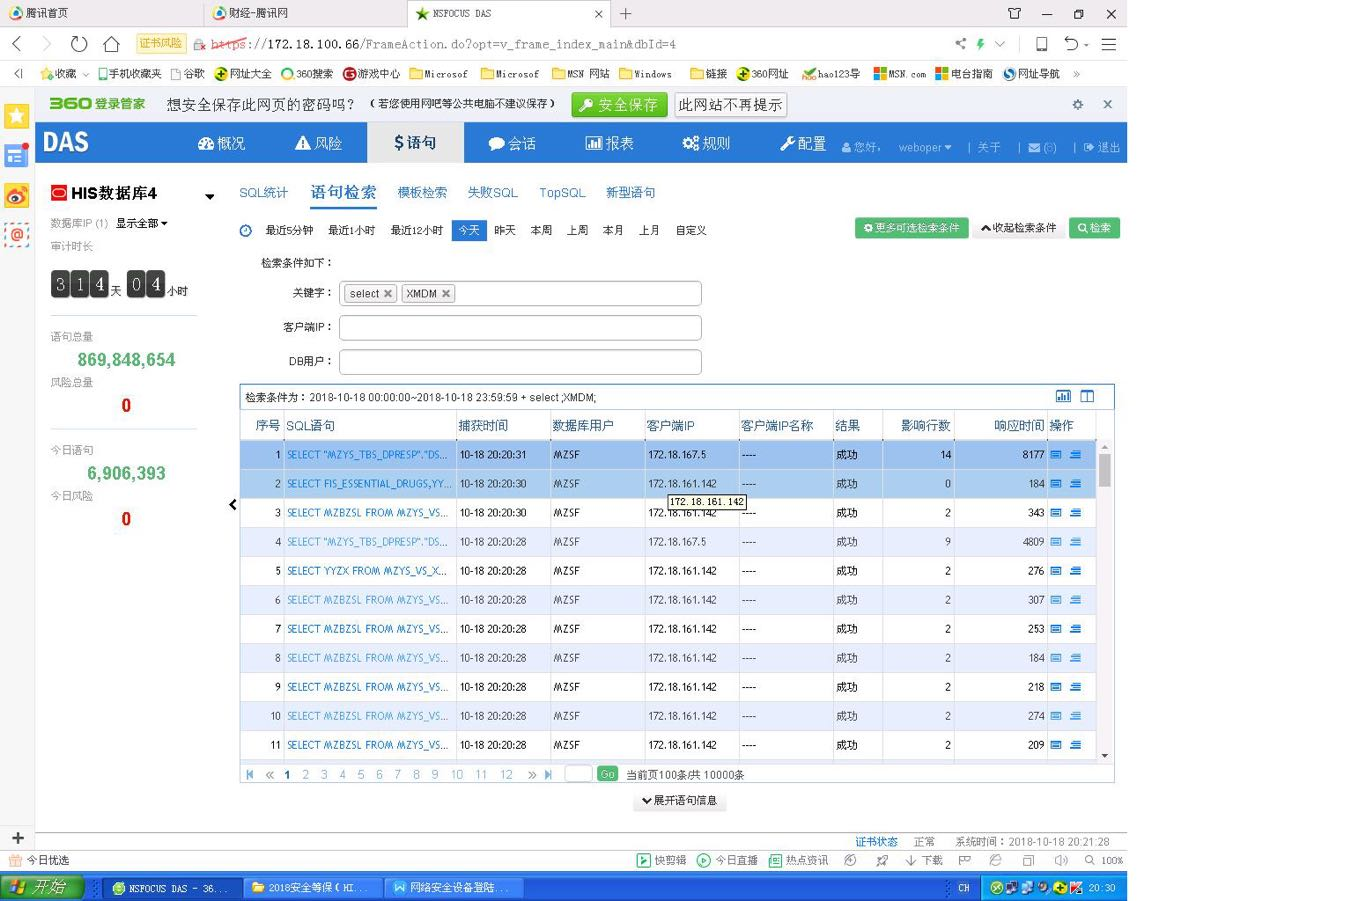 腾讯首页
财经-腾讯网
NSFOCUS DAS
证书风险
https://172.18.100.66/FrameAction.do?opt=v_frame_index_main&dbId=4
收藏
手机收藏夹
谷歌
网址大全
360搜索
游戏中心
Microsof
Microsof
MSN 网站
Windows
链接
360网址
hao123导
MSN.com
电台指南
网址导航
»
360登录管家
想安全保存此网页的密码吗?
(若您使用网吧等公共电脑不建议保存)
安全保存
此网站不再提示
DAS
概况
风险
$语句
会话
报表
规则
配置
您好,
weboper
| 关于
| (0)
| 退出
HIS数据库4
数据库IP (1) 显示全部
审计时长
314 天 04 小时
语句总量
869,848,654
风险总量
0
今日语句
6,906,393
今日风险
0
SQL统计 语句检索 模板检索 失败SQL TopSQL 新型语句
最近5分钟 最近1小时 最近12小时 今天 昨天 本周 上周 本月 上月 自定义
更多可选检索条件 收起检索条件 检索
检索条件如下:
关键字: select XMDM
客户端IP:
DB用户:
检索条件为:2018-10-18 00:00:00~2018-10-18 23:59:59 + select ;XMDM;
序号 SQL语句 捕获时间 数据库用户 客户端IP 客户端IP名称 结果 影响行数 响应时间 操作
1 SELECT "MZYS_TBS_DPRESP"."DS... 10-18 20:20:31 MZSF 172.18.167.5 ---- 成功 14 8177
2 SELECT FIS_ESSENTIAL_DRUGS,YY... 10-18 20:20:30 MZSF 172.18.161.142 ---- 成功 0 184
172.18.161.142
3 SELECT MZBZSL FROM MZYS_VS... 10-18 20:20:30 MZSF 172.18.161.142 ---- 成功 2 343
4 SELECT "MZYS_TBS_DPRESP"."DS... 10-18 20:20:28 MZSF 172.18.167.5 ---- 成功 9 4809
5 SELECT YYZX FROM MZYS_VS_X... 10-18 20:20:28 MZSF 172.18.161.142 ---- 成功 2 276
6 SELECT MZBZSL FROM MZYS_VS... 10-18 20:20:28 MZSF 172.18.161.142 ---- 成功 2 307
7 SELECT MZBZSL FROM MZYS_VS... 10-18 20:20:28 MZSF 172.18.161.142 ---- 成功 2 253
8 SELECT MZBZSL FROM MZYS_VS... 10-18 20:20:28 MZSF 172.18.161.142 ---- 成功 2 184
9 SELECT MZBZSL FROM MZYS_VS... 10-18 20:20:28 MZSF 172.18.161.142 ---- 成功 2 218
10 SELECT MZBZSL FROM MZYS_VS... 10-18 20:20:28 MZSF 172.18.161.142 ---- 成功 2 274
11 SELECT MZBZSL FROM MZYS_VS... 10-18 20:20:28 MZSF 172.18.161.142 ---- 成功 2 209
« 1 2 3 4 5 6 7 8 9 10 11 12 » Go 当前页100条/共 10000条
展开语句信息
证书状态 正常 系统时间:2018-10-18 20:21:28
今日优选
快剪辑 今日直播 热点资讯 下载 100%
开始
NSFOCUS DAS - 36...
2018安全等保(HI...
网络安全设备登陆...
CH
20:30